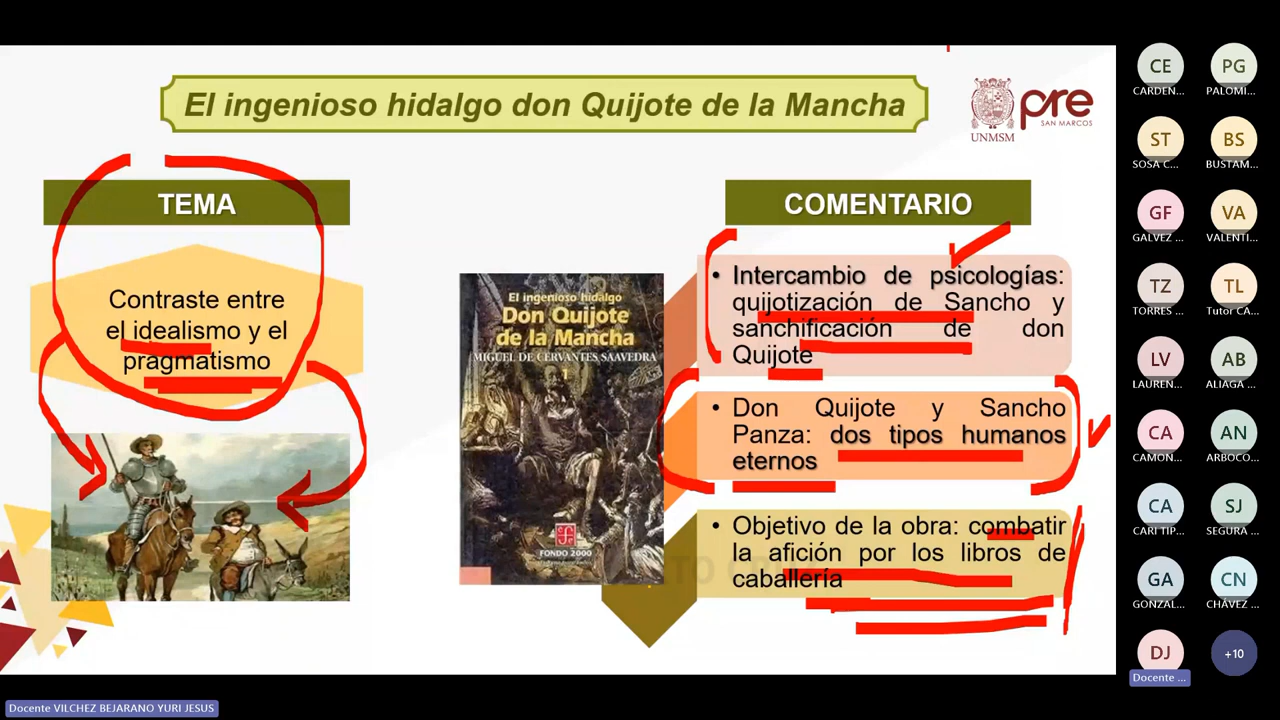 El ingenioso hidalgo don Quijote de la Mancha
UNMSM
pre
SAN MARCOS
TEMA
Contraste entre
el idealismo y el
pragmatismo
El ingenioso hidalgo
Don Quijote
de la Mancha
MIGUEL DE CERVANTES SAAVEDRA
1
FONDO 2000
COMENTARIO
• Intercambio de psicologías:
quijotización de Sancho y
sanchificación de don
Quijote
• Don Quijote y Sancho
Panza: dos tipos humanos
eternos
• Objetivo de la obra: combatir
la afición por los libros de
caballería
CE
CARDEN...
PG
PALOMI...
ST
SOSA C...
BS
BUSTAM...
GF
GALVEZ ...
VA
VALENTI...
TZ
TORRES ...
TL
Tutor CA...
LV
LAUREN...
AB
ALIAGA ...
CA
CAMON...
AN
ARBOCO...
CA
CARI TIP...
SJ
SEGURA ...
GA
GONZAL...
CN
CHÁVEZ ...
DJ
Docente ...
+10
Docente VILCHEZ BEJARANO YURI JESUS